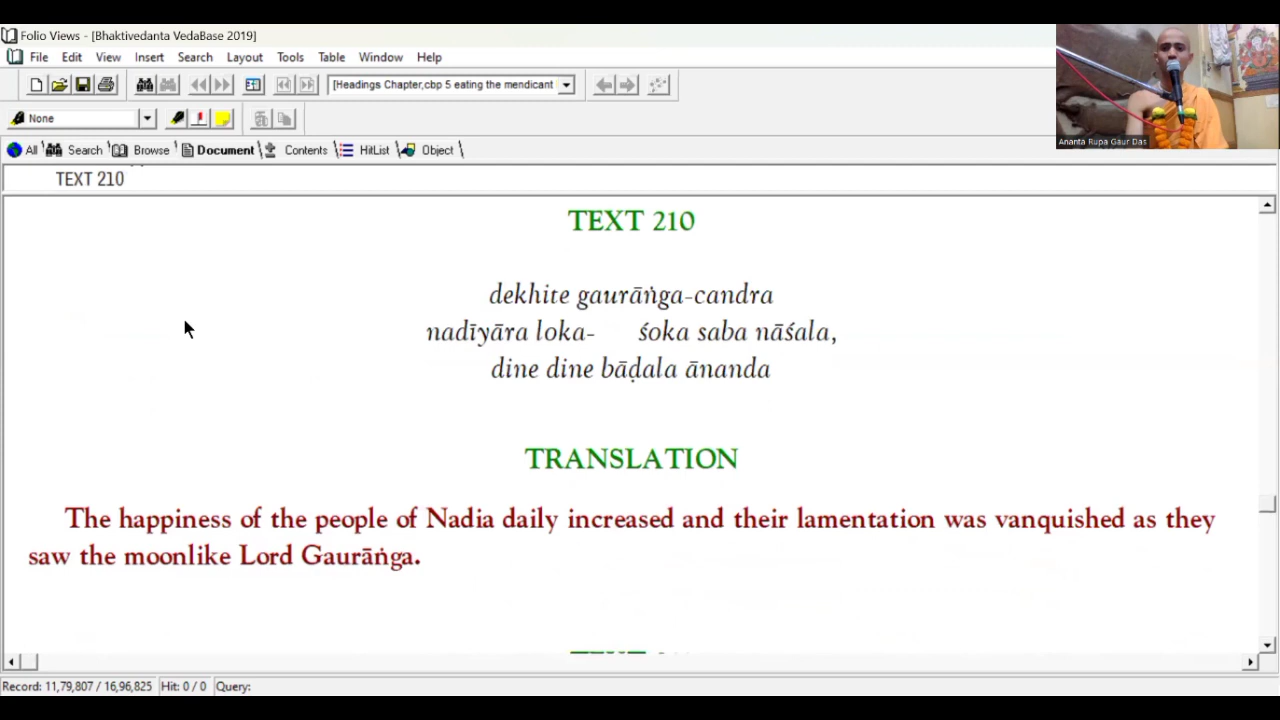 Folio Views - [Bhaktivedanta VedaBase 2019]
File Edit View Insert Search Layout Tools Table Window Help
[Headings Chapter,cbp 5 eating the mendicant
None
All Search Browse Document Contents HitList Object
Ananta Rupa Gaur Das
TEXT 210
TEXT 210
dekhite gaurāṅga-candra
nadīyāra loka- śoka saba nāśala,
dine dine bāḍala ānanda
TRANSLATION
The happiness of the people of Nadia daily increased and their lamentation was vanquished as they
saw the moonlike Lord Gaurāṅga.
Record: 11,79,807 / 16,96,825 Hit: 0 / 0 Query: